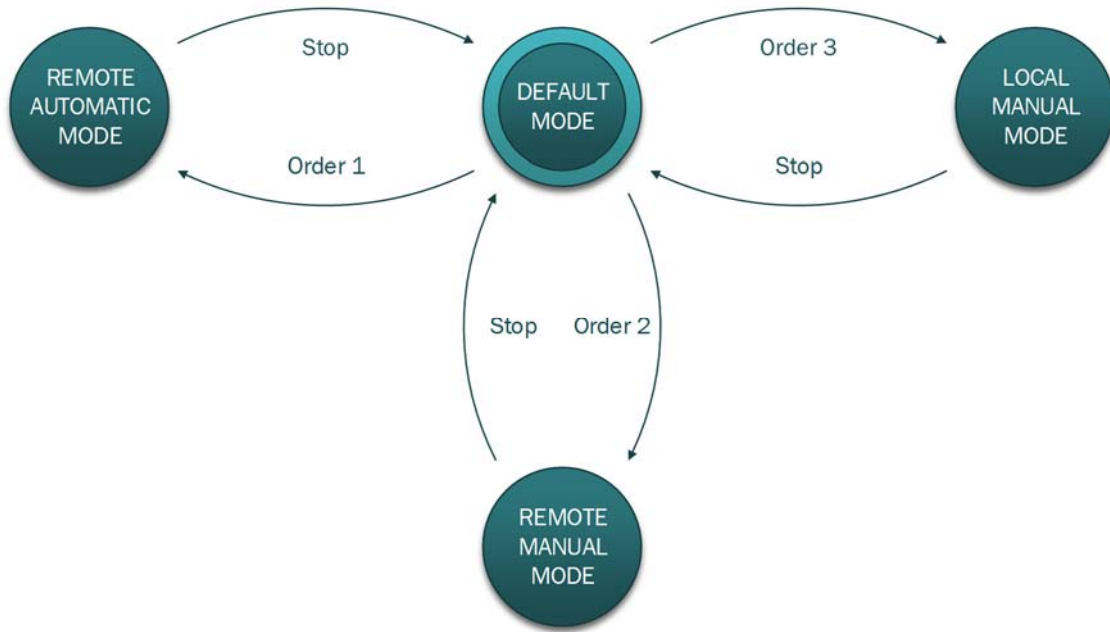 Stop
Order 3
REMOTE
AUTOMATIC
MODE
DEFAULT
MODE
LOCAL
MANUAL
MODE
Order 1
Stop
Stop
Order 2
REMOTE
MANUAL
MODE